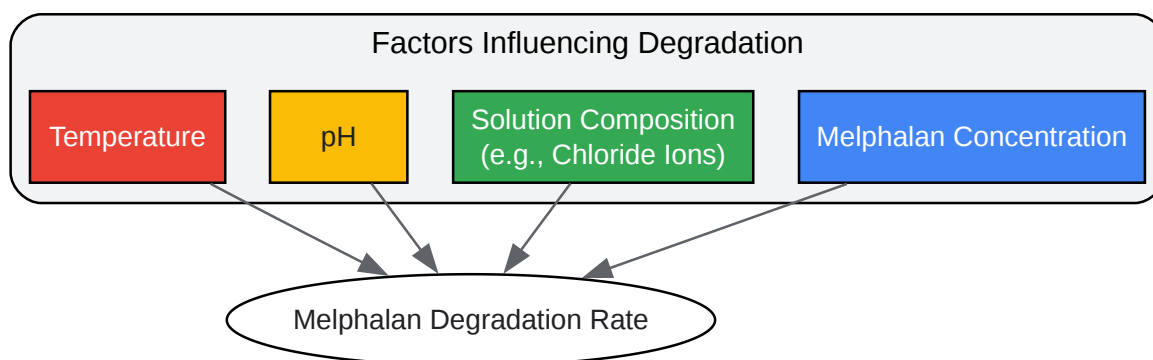 Factors Influencing Degradation
Temperature
pH
Solution Composition
(e.g., Chloride Ions)
Melphalan Concentration
Melphalan Degradation Rate